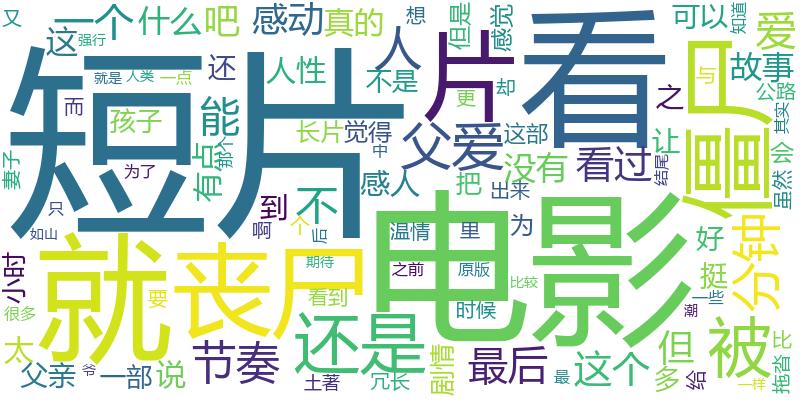 又 一个 什么 吧 感动 真的 人 想 但是 感觉 片 看 可以 知道 爱
这 强行 还 人性 不是 更 却 与 故事
就是 人类 一点 能 长片 觉得 父爱 这部 之 公路
短片 而 孩子 有点 那个 中 没有 看过 让 尸 其实
妻子 为了 到 不 感人 把 出来 结尾 僵 会 虽然
只 如山 啊 个 后 温情 里 为 好 分钟
小时 就 丧尸 期待 之前 原版 电影 挺
很多 要 看到 比较 时候 一些 潮
太 节奏 还是 剧情 最后 这个 但 被 比
父亲 爷 一部 说 土著 冗长 最 多 给 一样 拖沓